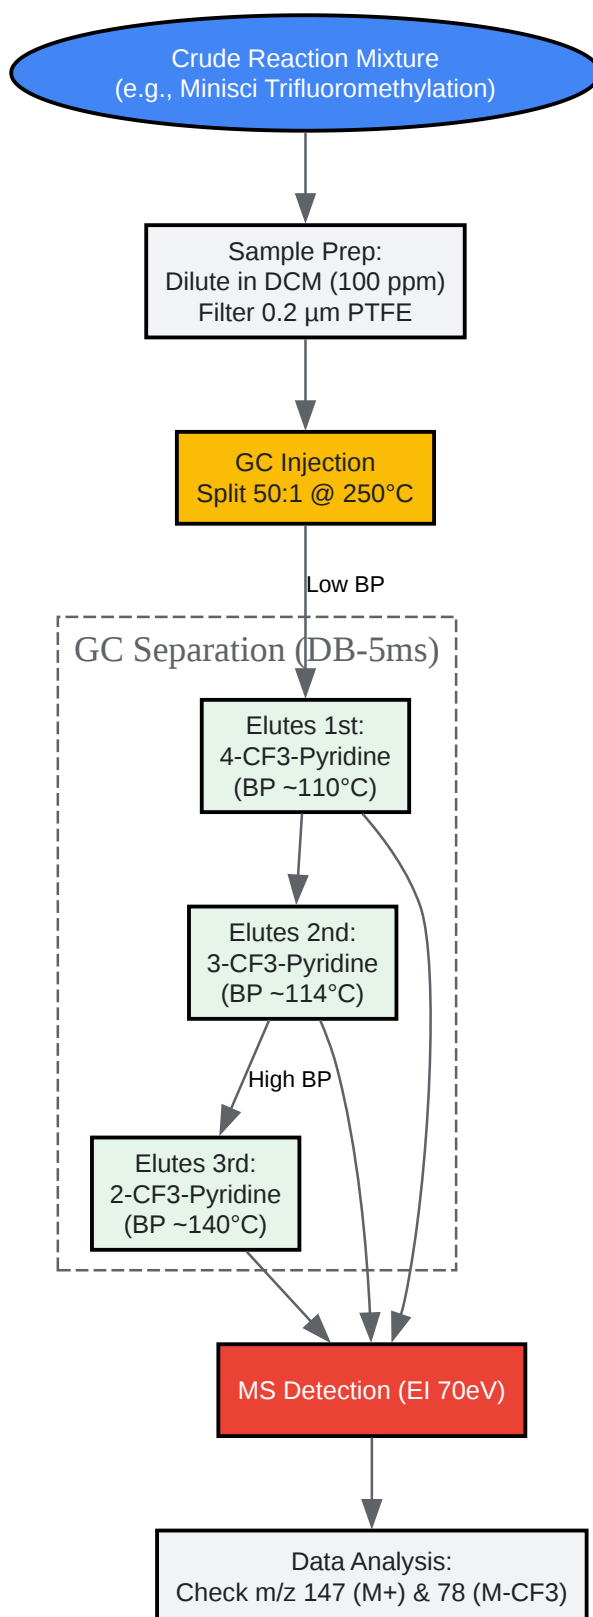 Crude Reaction Mixture
(e.g., Minisci Trifluoromethylation)
Sample Prep:
Dilute in DCM (100 ppm)
Filter 0.2 µm PTFE
GC Injection
Split 50:1 @ 250°C
Low BP
GC Separation (DB-5ms)
Elutes 1st:
4-CF3-Pyridine
(BP ~110°C)
Elutes 2nd:
3-CF3-Pyridine
(BP ~114°C)
High BP
Elutes 3rd:
2-CF3-Pyridine
(BP ~140°C)
MS Detection (EI 70eV)
Data Analysis:
Check m/z 147 (M+) & 78 (M-CF3)